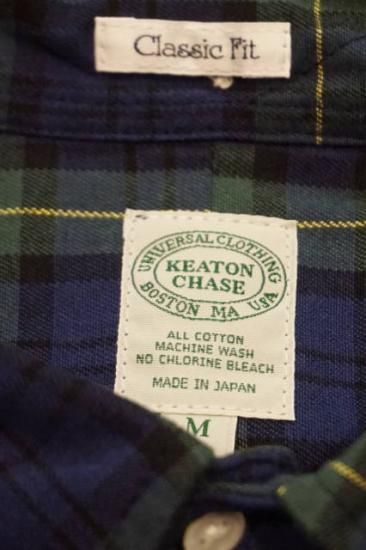 Classic Fit
UNIVERSAL CLOTHING
KEATON
CHASE
BOSTON MA USA
ALL COTTON
MACHINE WASH
NO CHLORINE BLEACH
MADE IN JAPAN
M